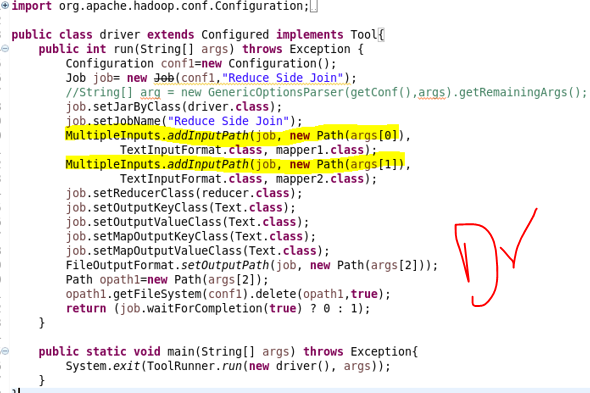 import org.apache.hadoop.conf.Configuration;
public class driver extends Configured implements Tool{
public int run(String[] args) throws Exception {
Configuration conf1=new Configuration();
Job job= new Job(conf1,"Reduce Side Join");
//String[] arg = new GenericOptionsParser(getConf(),args).getRemainingArgs();
job.setJarByClass(driver.class);
job.setJobName("Reduce Side Join");
MultipleInputs.addInputPath(job, new Path(args[0]),
TextInputFormat.class, mapper1.class);
MultipleInputs.addInputPath(job, new Path(args[1]),
TextInputFormat.class, mapper2.class);
job.setReducerClass(reducer.class);
job.setOutputKeyClass(Text.class);
job.setOutputValueClass(Text.class);
job.setMapOutputKeyClass(Text.class);
job.setMapOutputValueClass(Text.class);
FileOutputFormat.setOutputPath(job, new Path(args[2]));
Path opath1=new Path(args[2]);
opath1.getFileSystem(conf1).delete(opath1,true);
return (job.waitForCompletion(true) ? 0 : 1);
}
public static void main(String[] args) throws Exception{
System.exit(ToolRunner.run(new driver(), args));
}
}
Dr